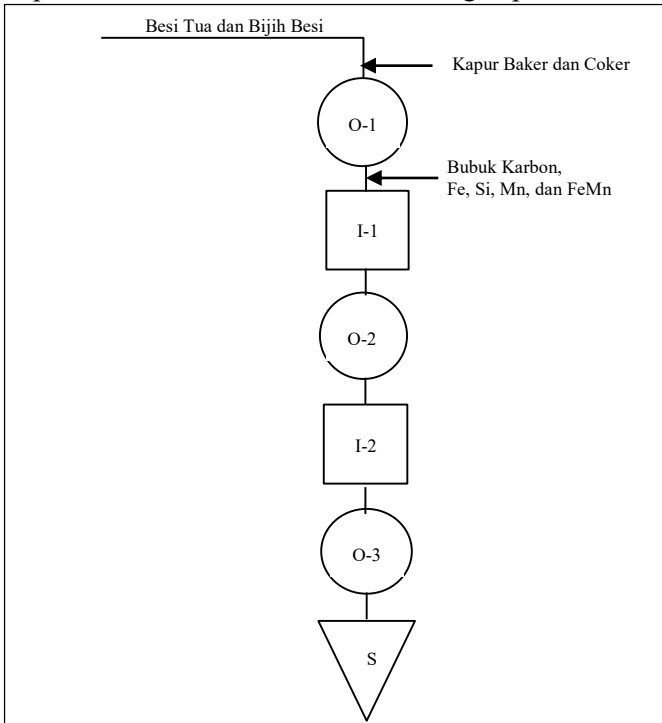 Besi Tua dan Bijih Besi
Kapur Baker dan Coker
O-1
Bubuk Karbon,
Fe, Si, Mn, dan FeMn
I-1
O-2
I-2
O-3
S